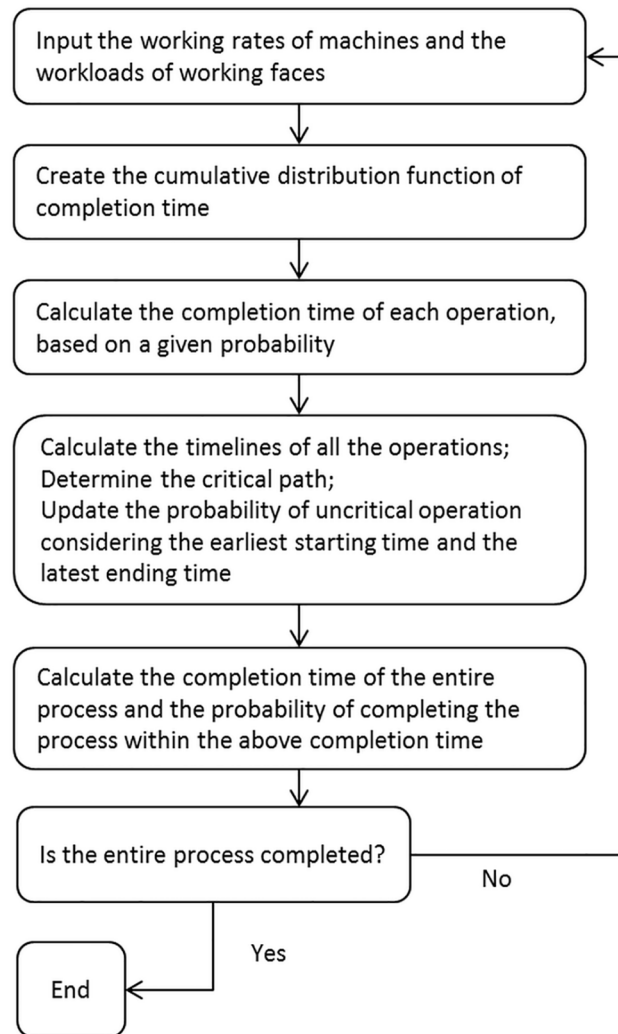 Input the working rates of machines and the
workloads of working faces
Create the cumulative distribution function of
completion time
Calculate the completion time of each operation,
based on a given probability
Calculate the timelines of all the operations;
Determine the critical path;
Update the probability of uncritical operation
considering the earliest starting time and the
latest ending time
Calculate the completion time of the entire
process and the probability of completing the
process within the above completion time
Is the entire process completed?
No
Yes
End